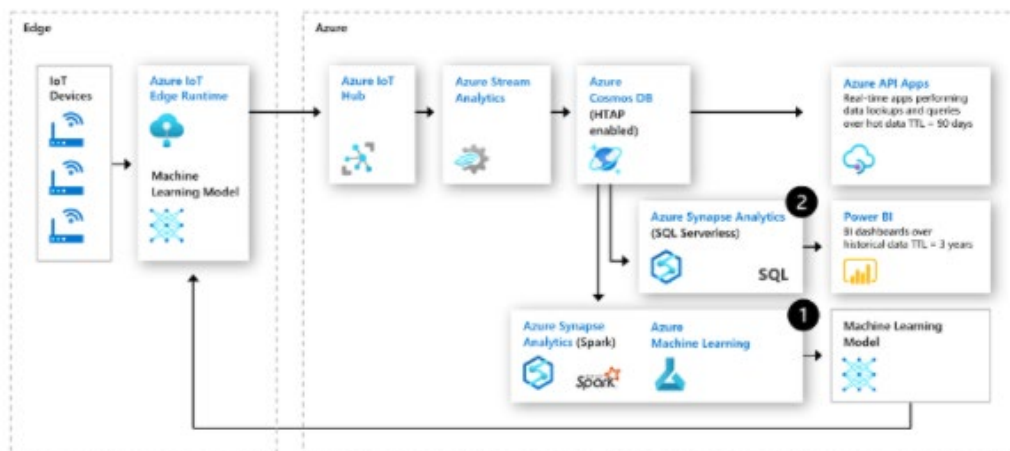 Edge
Azure
IoT
Devices
Azure IoT
Edge Runtime
Machine
Learning Model
Azure IoT
Hub
Azure Stream
Analytics
Azure
Cosmos DB
(HTAP
enabled)
Azure API Apps
Real-time apps performing
data lookups and queries
over hot data TTL = 90 days
2
Azure Synapse Analytics
(SQL Serverless)
SQL
Power BI
BI dashboards over
historical data TTL = 3 years
1
Azure Synapse
Analytics (Spark)
Spark
Azure
Machine Learning
Machine Learning
Model